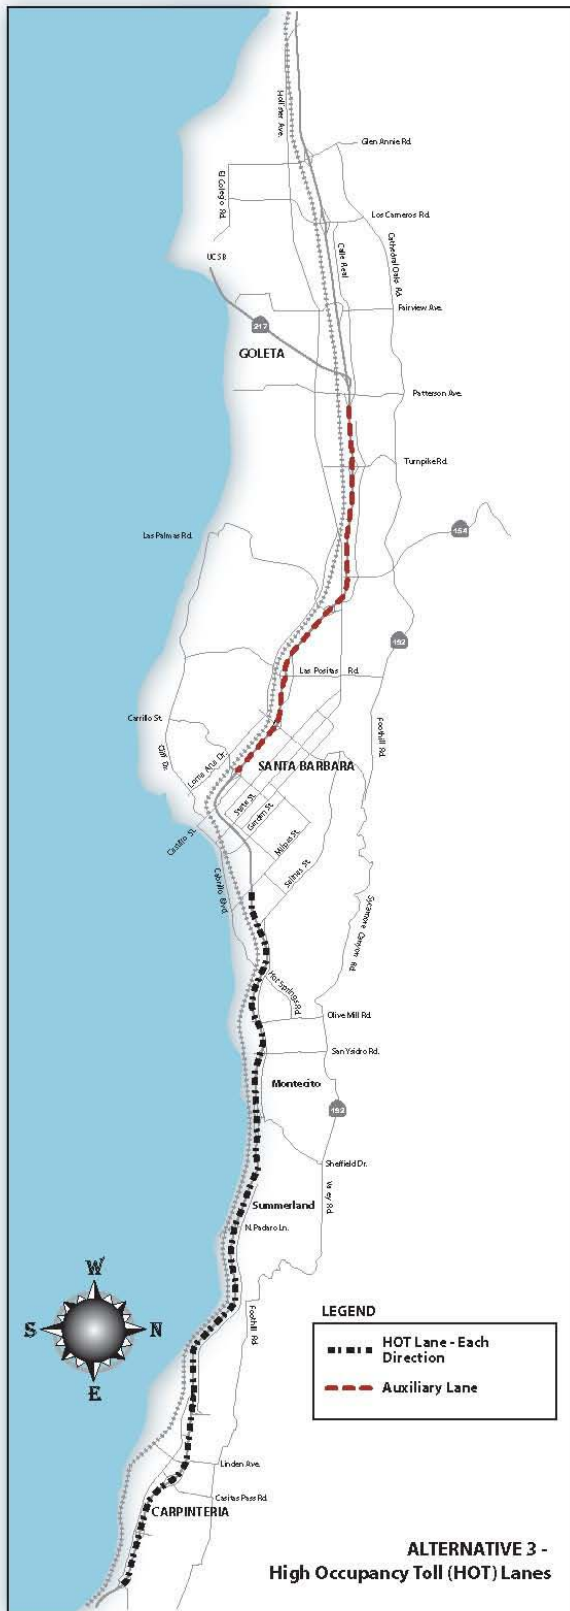 Hollister Ave.
Glen Annie Rd.
El Colegio Rd.
Los Carneros Rd.
Calle Real
Cathedral Oaks Rd.
UCSB
Fairview Ave.
217
GOLETA
Patterson Ave.
Turnpike Rd.
Las Palmas Rd.
154
192
Las Positas Rd.
Carrillo St.
Foothill Rd.
Cliff Dr.
Loma Alta Dr.
SANTA BARBARA
State St.
Garden St.
Castillo St.
Milpas St.
Salinas St.
Cabrillo Blvd.
Sycamore Canyon Rd.
Hot Springs Rd.
Olive Mill Rd.
San Ysidro Rd.
Montecito
192
Sheffield Dr.
Valley Rd.
Summerland
N. Padaro Ln.
W
S
N
E
Foothill Rd.
LEGEND
HOT Lane - Each
Direction
Auxiliary Lane
Linden Ave.
Casitas Pass Rd.
CARPINTERIA
ALTERNATIVE 3 -
High Occupancy Toll (HOT) Lanes